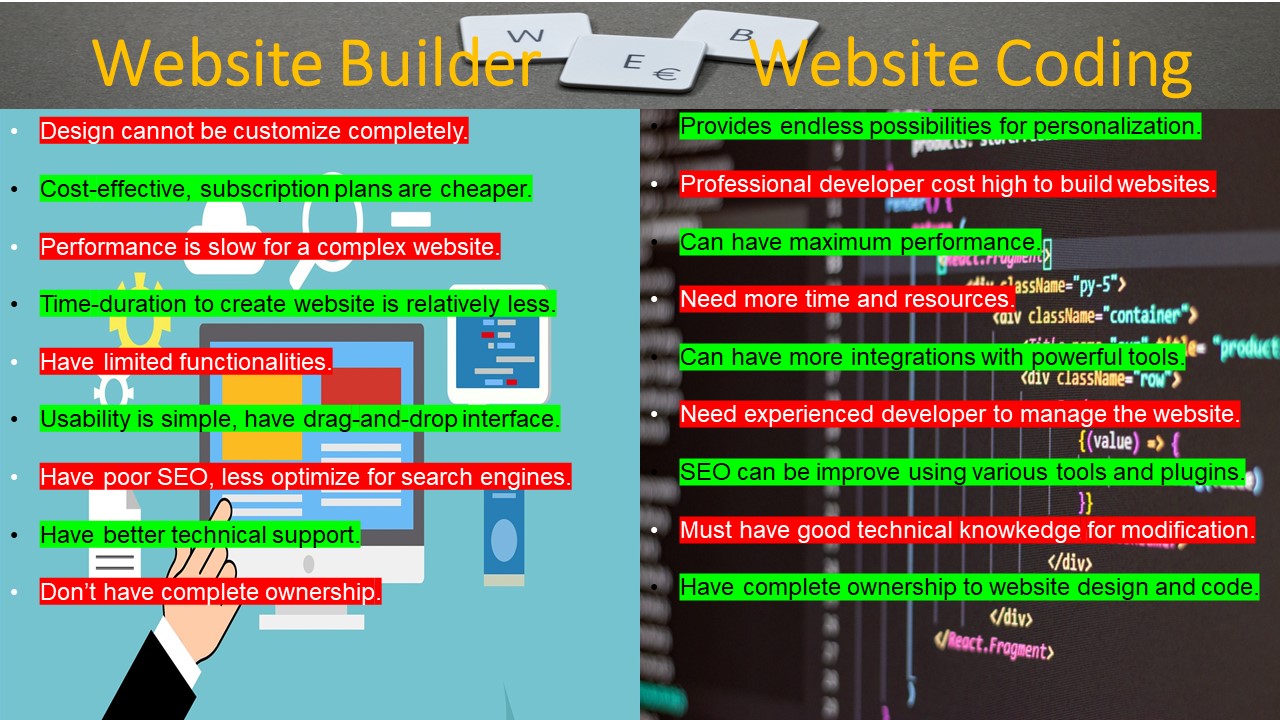 W
E €
B
Website Builder
Website Coding
• Design cannot be customize completely.
• Cost-effective, subscription plans are cheaper.
• Performance is slow for a complex website.
• Time-duration to create website is relatively less.
• Have limited functionalities.
• Usability is simple, have drag-and-drop interface.
• Have poor SEO, less optimize for search engines.
• Have better technical support.
• Don’t have complete ownership.
• Provides endless possibilities for personalization.
• Professional developer cost high to build websites.
• Can have maximum performance.
• Need more time and resources.
• Can have more integrations with powerful tools.
• Need experienced developer to manage the website.
• SEO can be improve using various tools and plugins.
• Must have good technical knowkedge for modification.
• Have complete ownership to website design and code.
render() {
return (
<React.Fragment>
<div className="py-5">
<div className="container">
"product
<div className="row">
{(value) => {
}}
</div>
</div>
</React.Fragment>